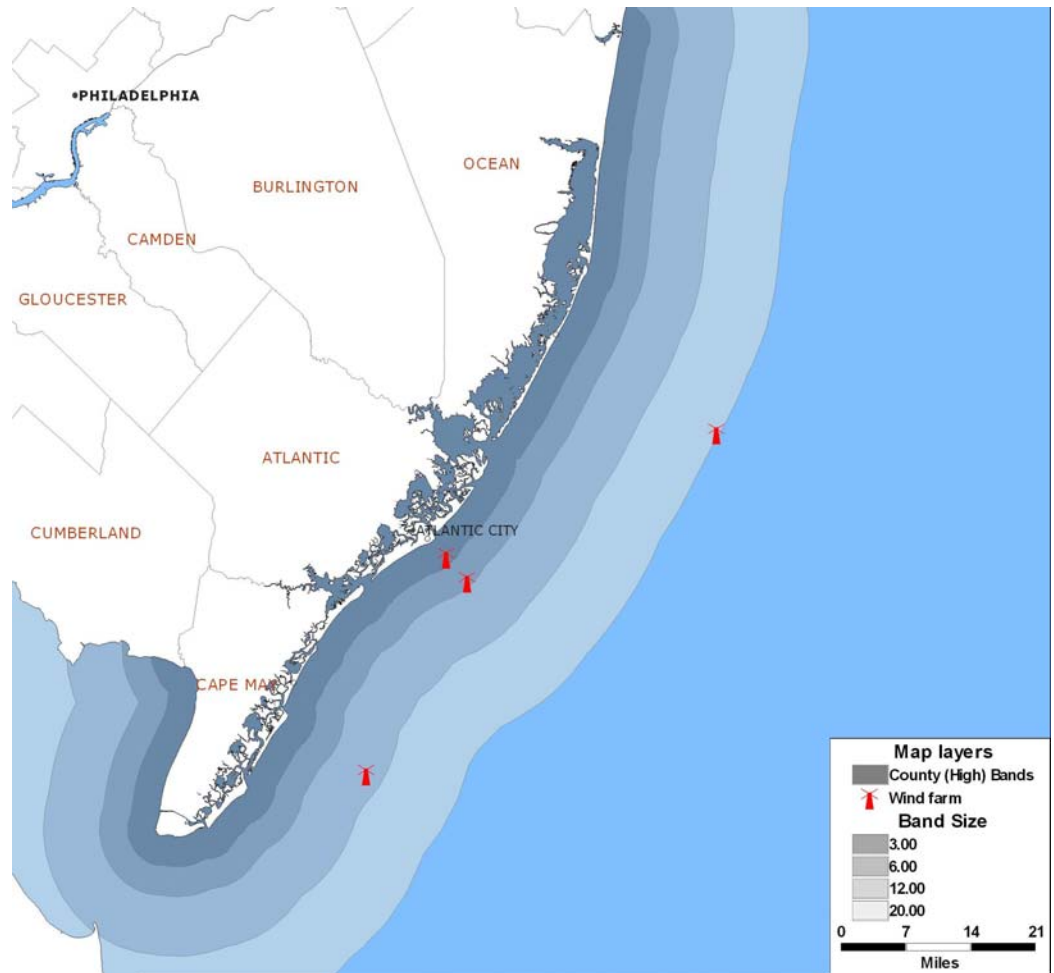 PHILADELPHIA
OCEAN
BURLINGTON
CAMDEN
GLOUCESTER
ATLANTIC
ATLANTIC CITY
CUMBERLAND
CAPE MAY
Map layers
County (High) Bands
Wind farm
Band Size
3.00
6.00
12.00
20.00
0 7 14 21
Miles